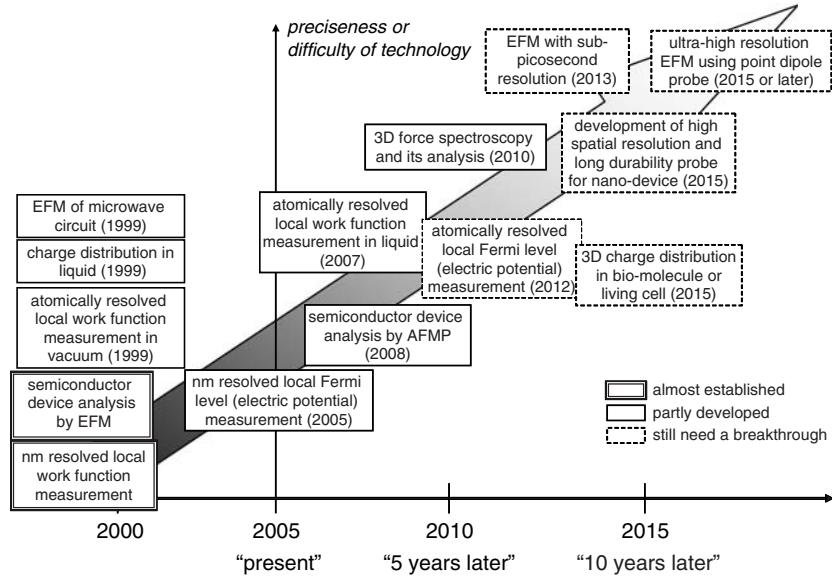 preciseness or
difficulty of technology
EFM with sub-
picosecond
resolution (2013)
ultra-high resolution
EFM using point dipole
probe (2015 or later)
3D force spectroscopy
and its analysis (2010)
development of high
spatial resolution and
long durability probe
for nano-device (2015)
EFM of microwave
circuit (1999)
charge distribution in
liquid (1999)
atomically resolved
local work function
measurement in
vacuum (1999)
semiconductor
device analysis
by EFM
nm resolved local
work function
measurement
atomically resolved
local work function
measurement in liquid
(2007)
atomically resolved
local Fermi level
(electric potential)
measurement (2012)
3D charge distribution
in bio-molecule or
living cell (2015)
semiconductor device
analysis by AFMP
(2008)
nm resolved local Fermi
level (electric potential)
measurement (2005)
almost established
partly developed
still need a breakthrough
2000
2005
2010
2015
"present"
"5 years later"
"10 years later"